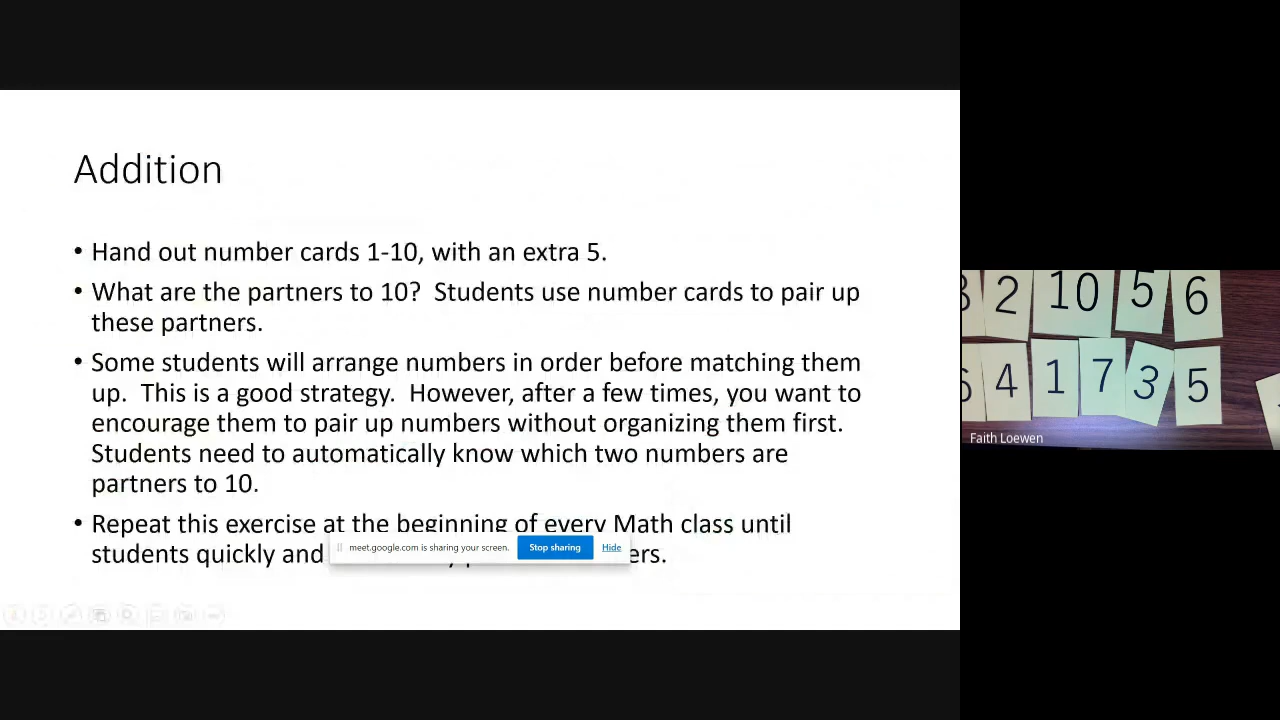 Addition
• Hand out number cards 1-10, with an extra 5.
• What are the partners to 10?  Students use number cards to pair up
these partners.
• Some students will arrange numbers in order before matching them
up.  This is a good strategy.  However, after a few times, you want to
encourage them to pair up numbers without organizing them first.
Students need to automatically know which two numbers are
partners to 10.
• Repeat this exercise at the beginning of every Math class until
students quickly and
ers.
meet.google.com is sharing your screen. Stop sharing Hide
2 10 5 6
4 1 7 3 5
Faith Loewen